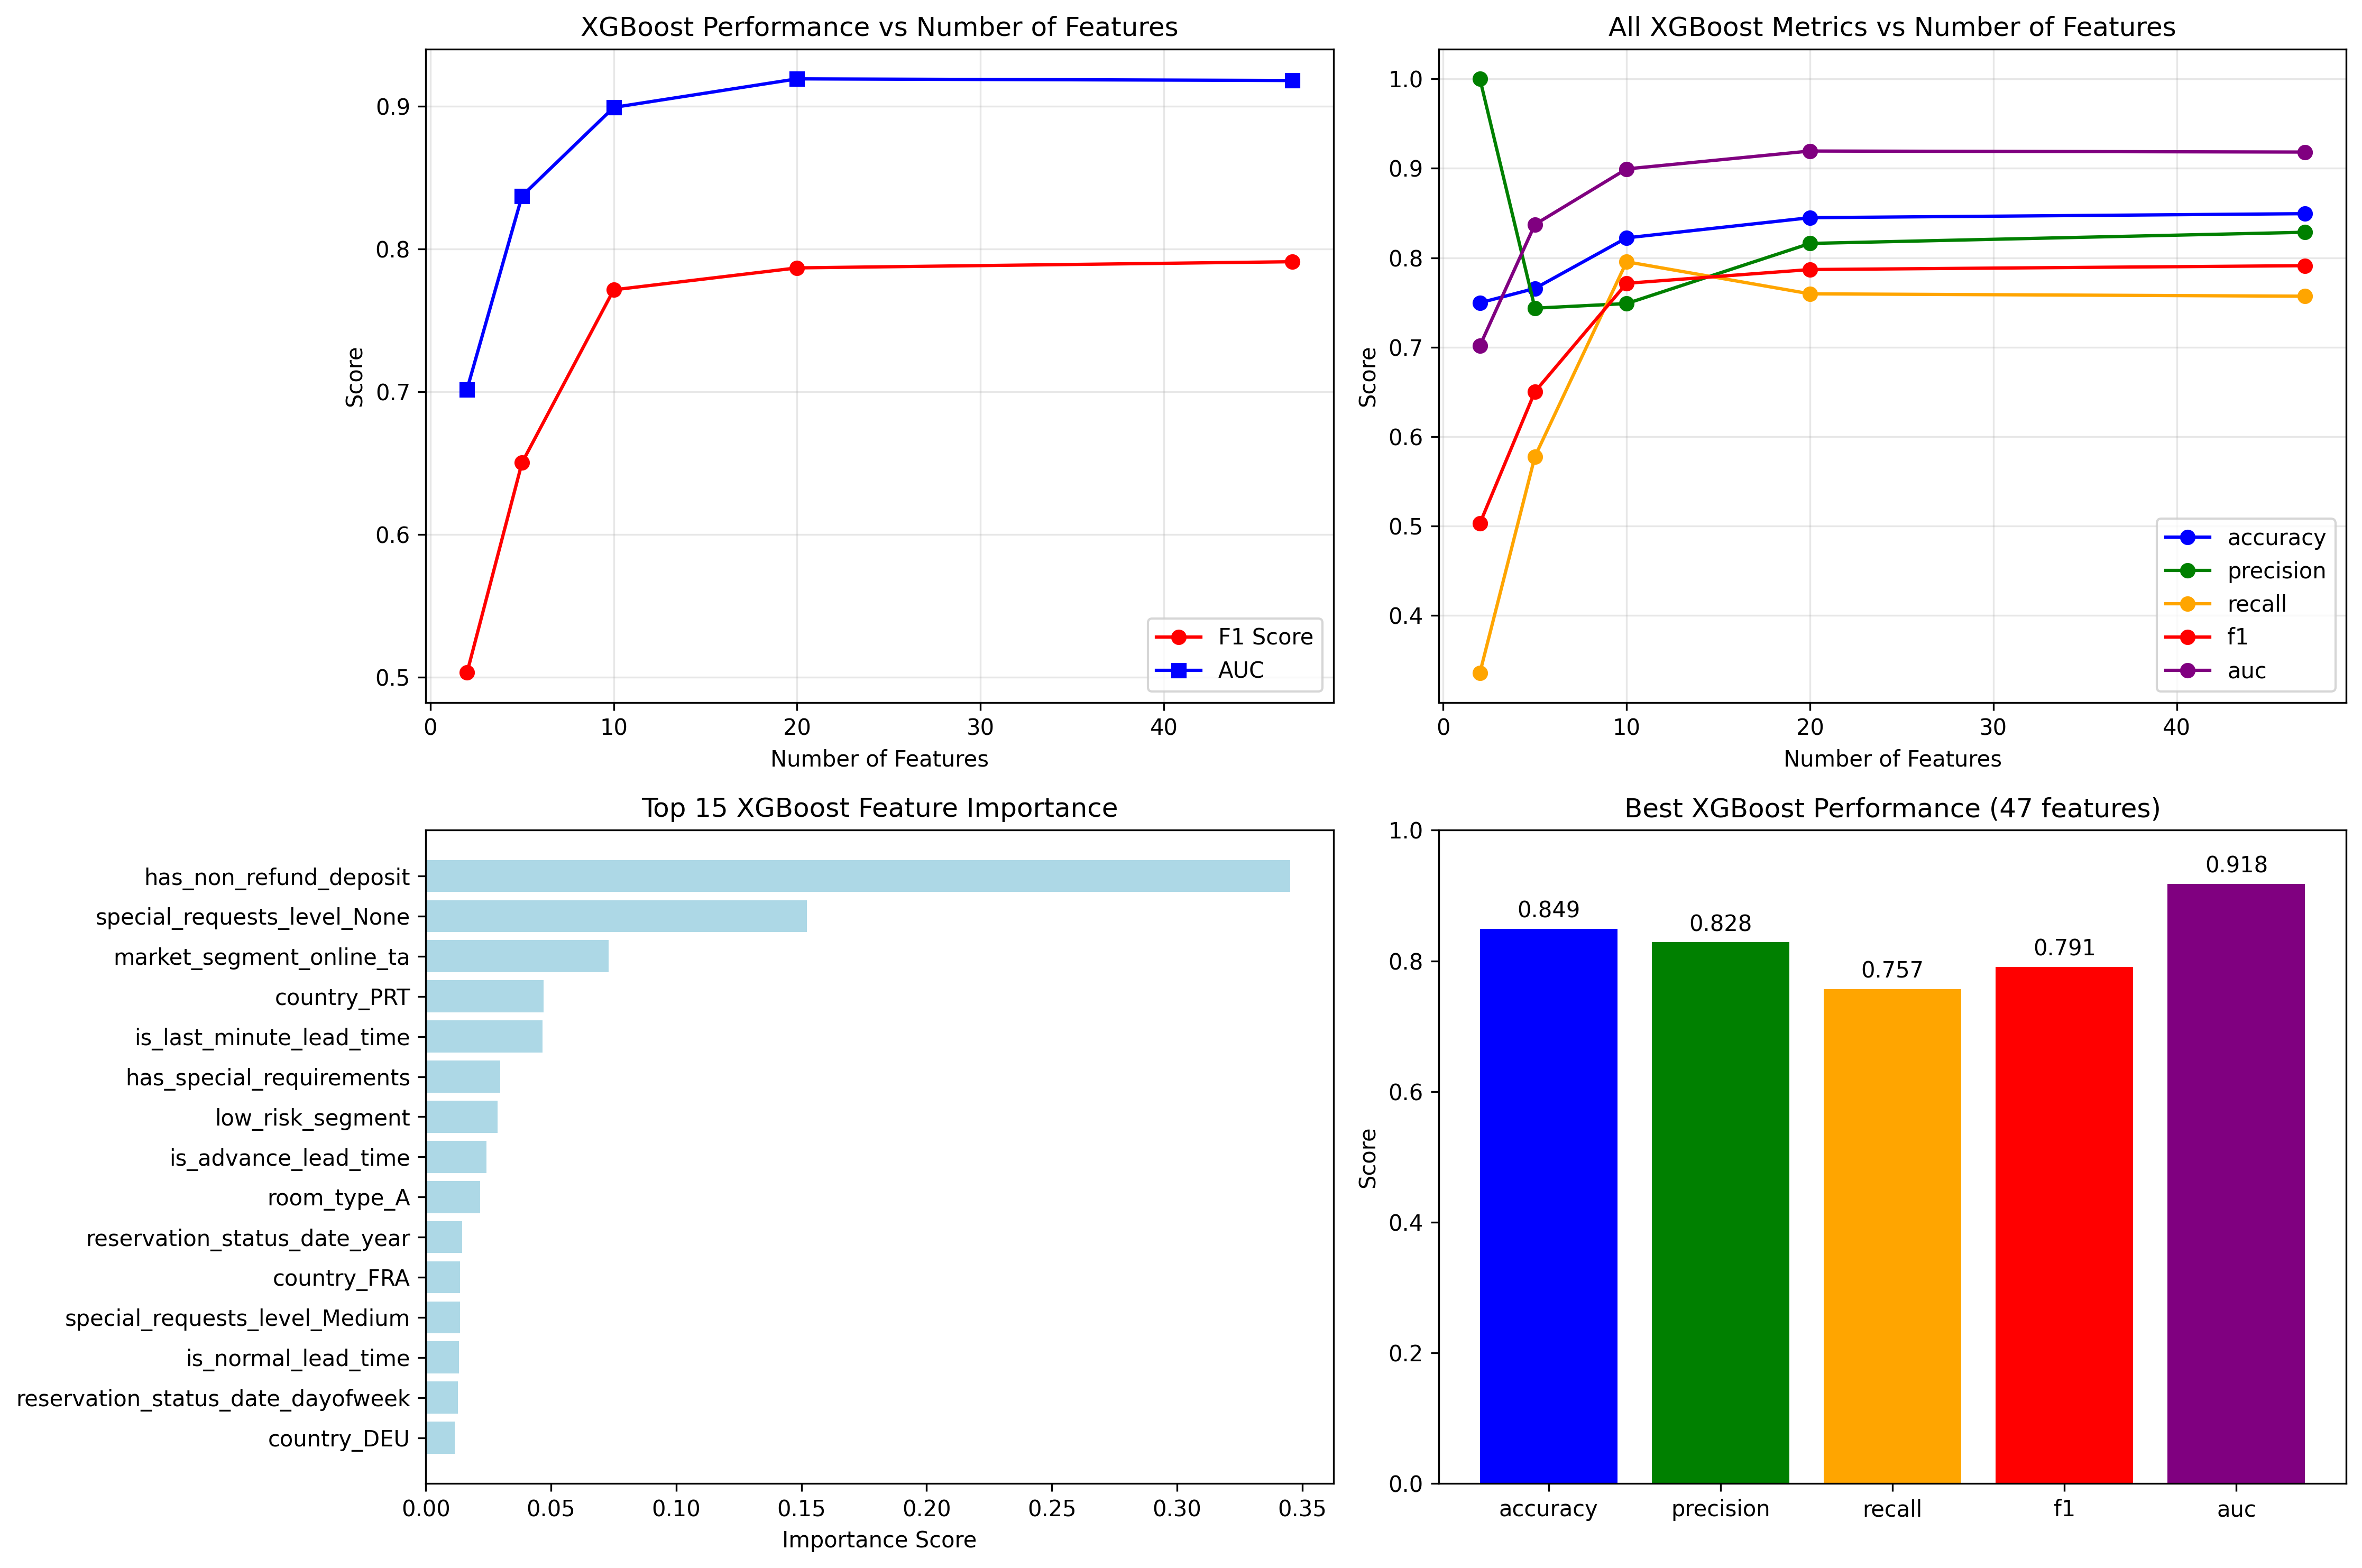 XGBoost Performance vs Number of Features
Score
0.9
0.8
0.7
0.6
0.5
0
10
20
30
40
Number of Features
F1 Score
AUC
All XGBoost Metrics vs Number of Features
Score
1.0
0.9
0.8
0.7
0.6
0.5
0.4
0
10
20
30
40
Number of Features
accuracy
precision
recall
f1
auc
Top 15 XGBoost Feature Importance
has_non_refund_deposit
special_requests_level_None
market_segment_online_ta
country_PRT
is_last_minute_lead_time
has_special_requirements
low_risk_segment
is_advance_lead_time
room_type_A
reservation_status_date_year
country_FRA
special_requests_level_Medium
is_normal_lead_time
reservation_status_date_dayofweek
country_DEU
0.00
0.05
0.10
0.15
0.20
0.25
0.30
0.35
Importance Score
Best XGBoost Performance (47 features)
Score
1.0
0.8
0.6
0.4
0.2
0.0
0.849
0.828
0.757
0.791
0.918
accuracy
precision
recall
f1
auc